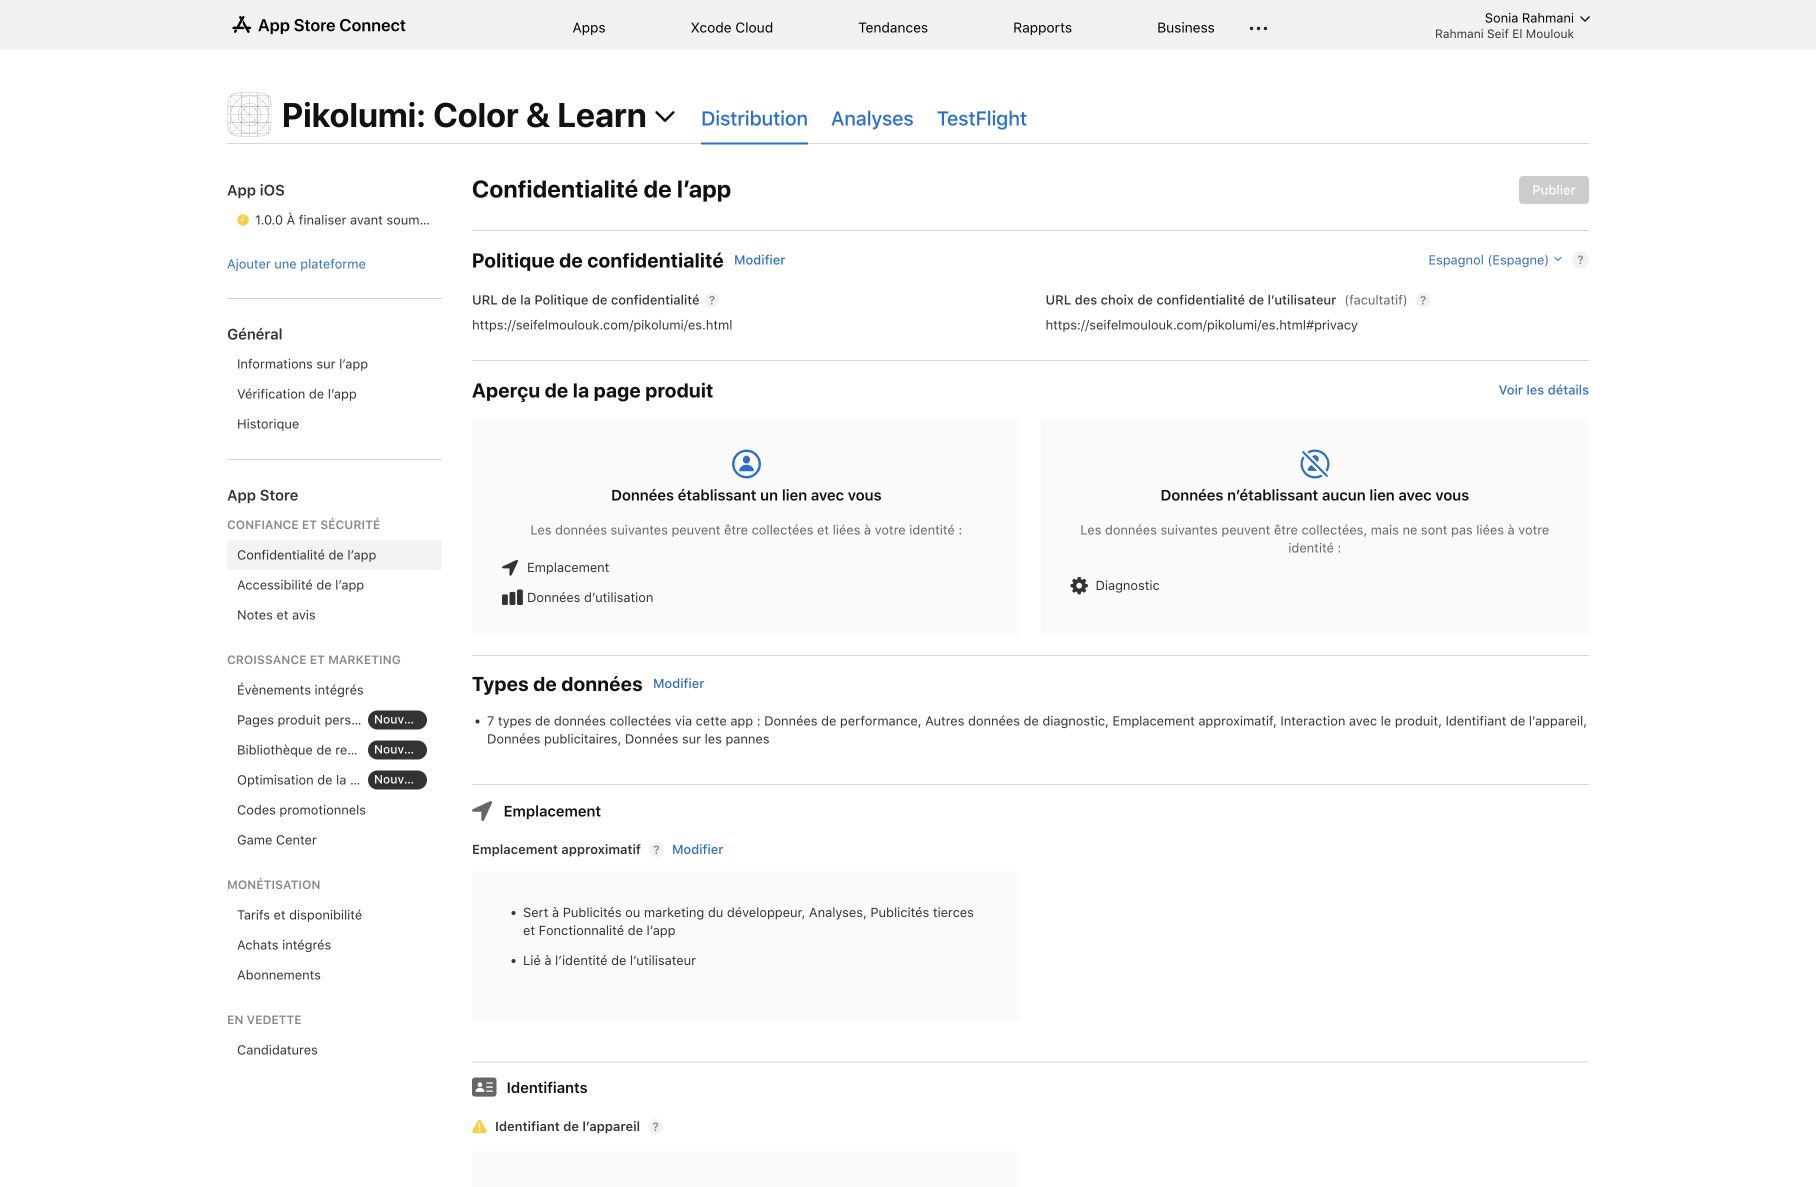 App Store Connect
Apps
Xcode Cloud
Tendances
Rapports
Business
Sonia Rahmani
Rahmani Seif El Moulouk
Pikolumi: Color & Learn
Distribution
Analyses
TestFlight
App iOS
1.0.0 À finaliser avant soum...
Ajouter une plateforme
Général
Informations sur l’app
Vérification de l’app
Historique
App Store
CONFIANCE ET SÉCURITÉ
Confidentialité de l’app
Accessibilité de l’app
Notes et avis
CROISSANCE ET MARKETING
Évènements intégrés
Pages produit pers... Nouv...
Bibliothèque de re... Nouv...
Optimisation de la ... Nouv...
Codes promotionnels
Game Center
MONÉTISATION
Tarifs et disponibilité
Achats intégrés
Abonnements
EN VEDETTE
Candidatures
Confidentialité de l’app
Publier
Politique de confidentialité Modifier
Espagnol (Espagne) ?
URL de la Politique de confidentialité ?
https://seifelmoulouk.com/pikolumi/es.html
URL des choix de confidentialité de l’utilisateur (facultatif) ?
https://seifelmoulouk.com/pikolumi/es.html#privacy
Aperçu de la page produit
Voir les détails
Données établissant un lien avec vous
Les données suivantes peuvent être collectées et liées à votre identité :
Emplacement
Données d’utilisation
Données n’établissant aucun lien avec vous
Les données suivantes peuvent être collectées, mais ne sont pas liées à votre
identité :
Diagnostic
Types de données Modifier
• 7 types de données collectées via cette app : Données de performance, Autres données de diagnostic, Emplacement approximatif, Interaction avec le produit, Identifiant de l’appareil,
Données publicitaires, Données sur les pannes
Emplacement
Emplacement approximatif ? Modifier
• Sert à Publicités ou marketing du développeur, Analyses, Publicités tierces
et Fonctionnalité de l’app
• Lié à l’identité de l’utilisateur
Identifiants
Identifiant de l’appareil ?